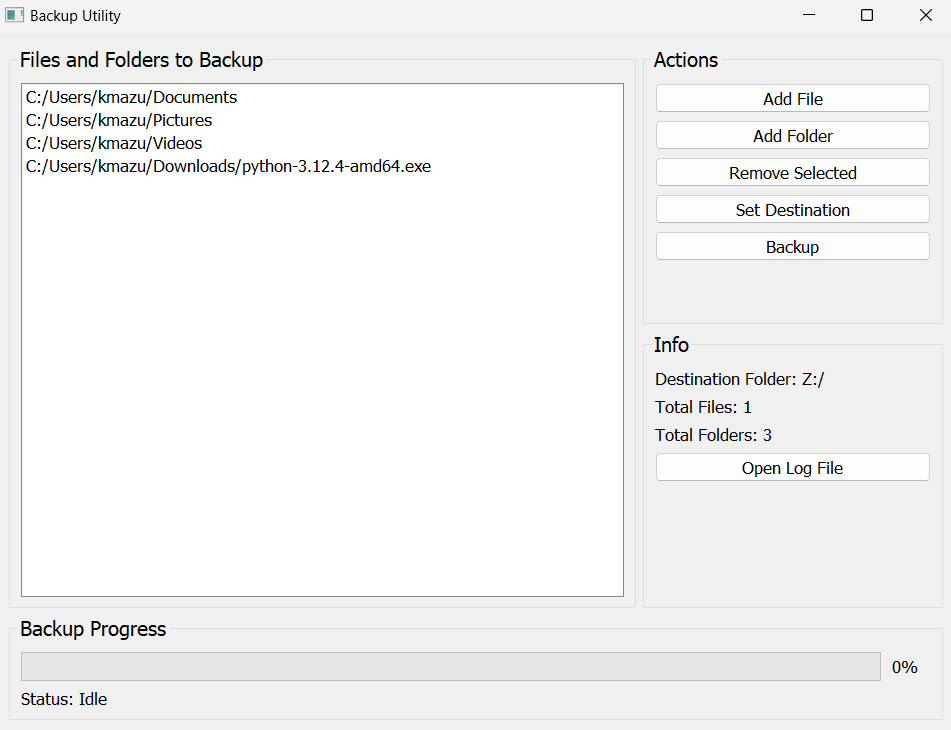 Backup Utility
Files and Folders to Backup
C:/Users/kmazu/Documents
C:/Users/kmazu/Pictures
C:/Users/kmazu/Videos
C:/Users/kmazu/Downloads/python-3.12.4-amd64.exe
Actions
Add File
Add Folder
Remove Selected
Set Destination
Backup
Info
Destination Folder: Z:/
Total Files: 1
Total Folders: 3
Open Log File
Backup Progress
0%
Status: Idle